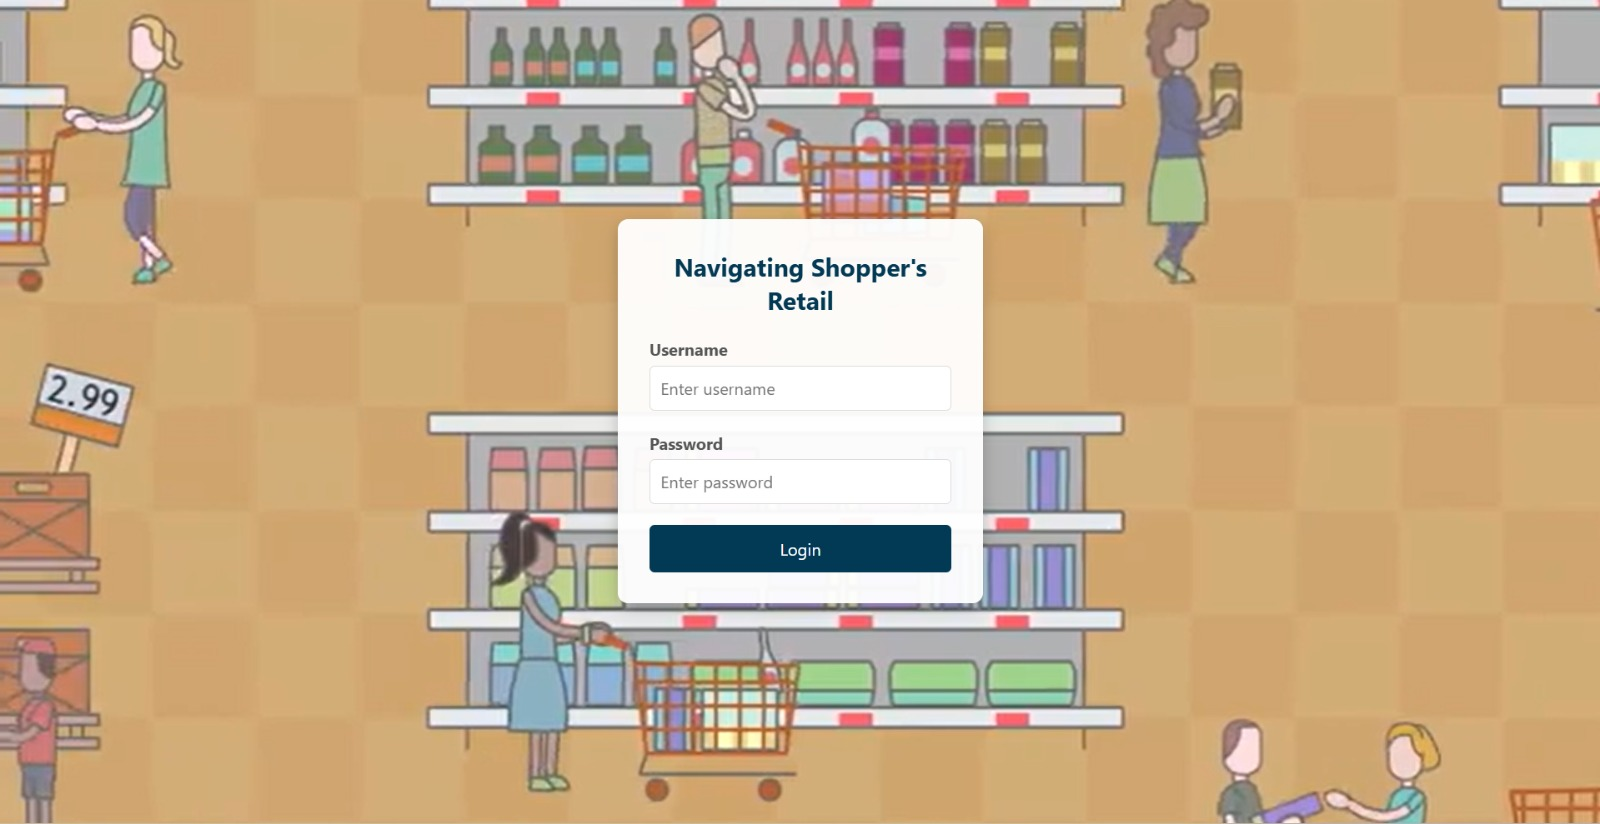 Navigating Shopper's
Retail
Username
Enter username
2.99
Password
Enter password
Login